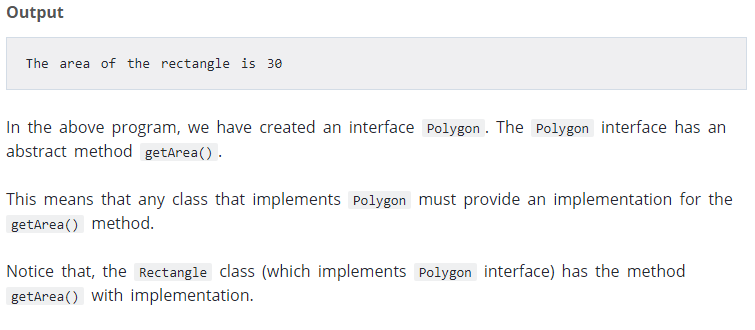 Output
The area of the rectangle is 30
In the above program, we have created an interface Polygon. The Polygon interface has an
abstract method getArea().
This means that any class that implements Polygon must provide an implementation for the
getArea() method.
Notice that, the Rectangle class (which implements Polygon interface) has the method
getArea() with implementation.